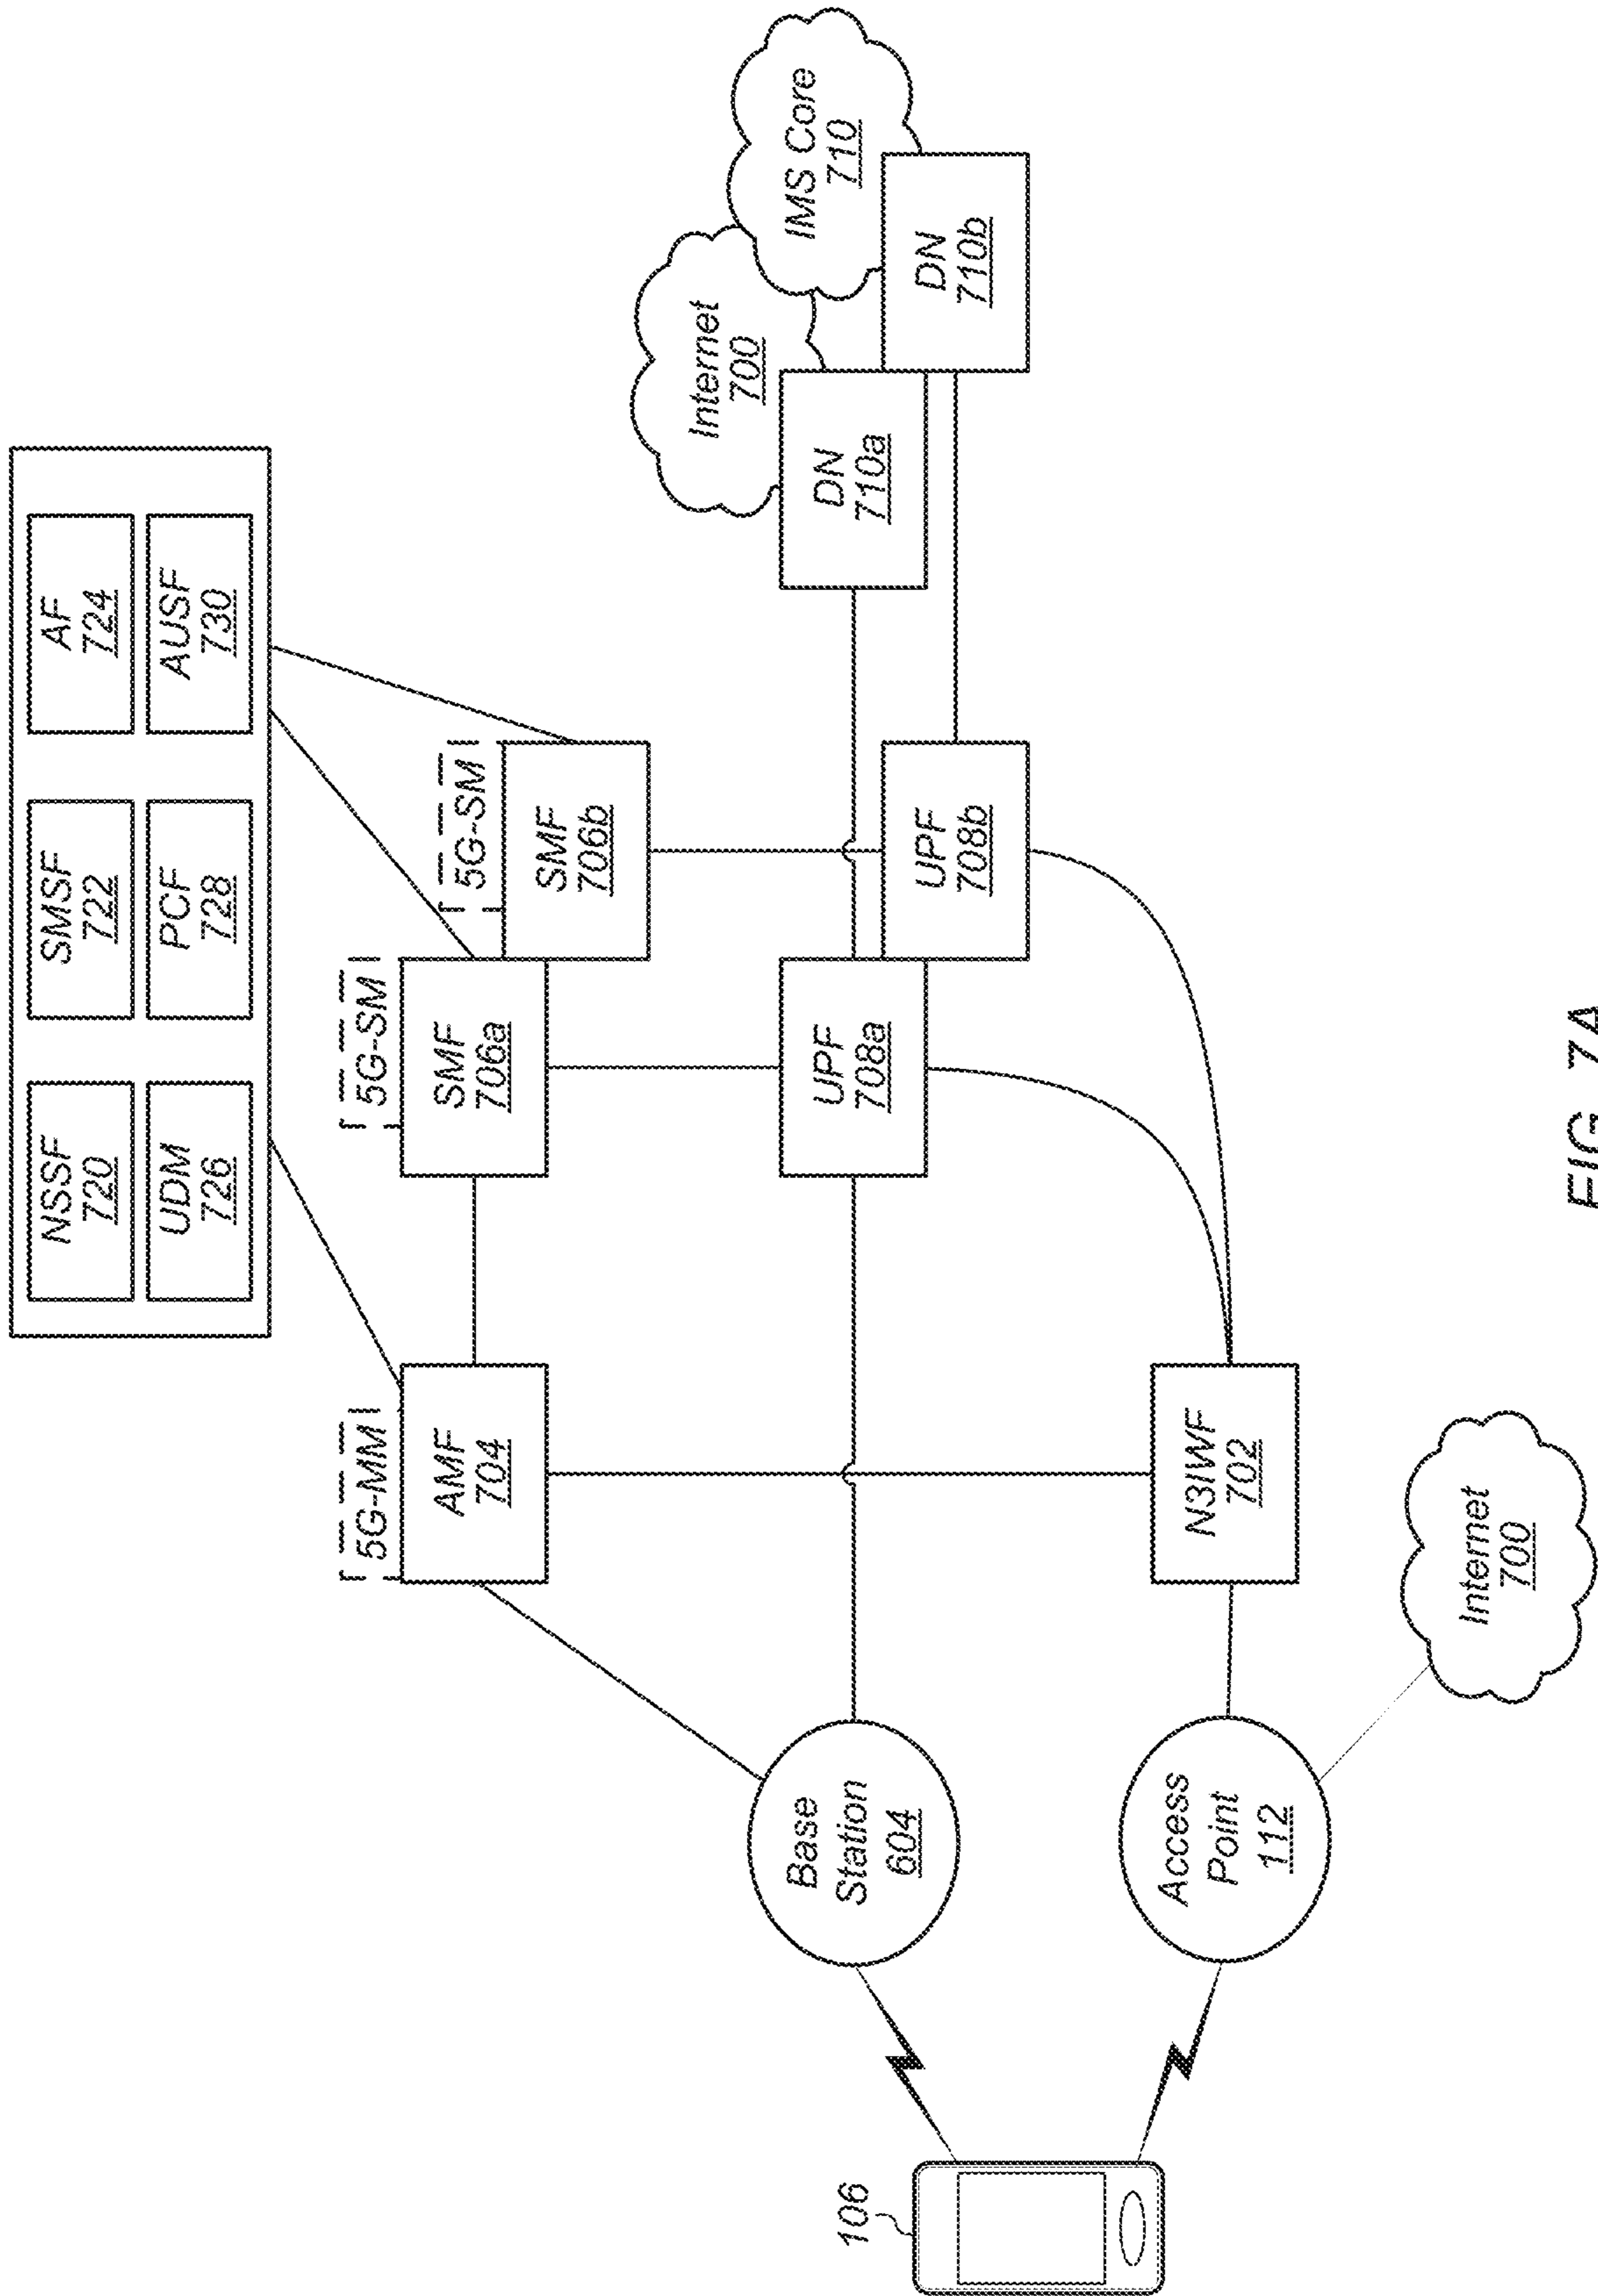 NSSF
720
SMSF
722
AF
724
UDM
726
PCF
728
AUSF
730
5G-MM
AMF
704
5G-SM
SMF
706a
5G-SM
SMF
706b
Internet
700
IMS Core
710
106
Base
Station
604
UPF
708a
UPF
708b
DN
710a
DN
710b
Access
Point
112
N3IWF
702
Internet
700
FIG. 7A